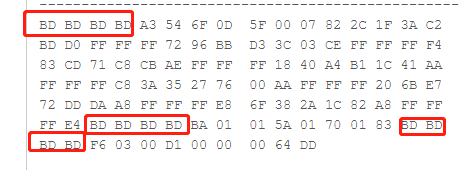 BD BD BD BD A3 54 6F 0D 5F 00 07 82 2C 1F 3A C2
BD D0 FF FF FF 72 96 BB D3 3C 03 CE FF FF FF F4
83 CD 71 C8 CB AE FF FF FF 18 40 A4 B1 1C 41 AA
FF FF FF C8 3A 35 27 76 00 AA FF FF FF 20 6B E7
72 DD DA A8 FF FF FF E8 6F 38 2A 1C 82 A8 FF FF
FF E4 BD BD BD BD BA 01 01 5A 01 70 01 83 BD BD
BD BD F6 03 00 D1 00 00 00 64 DD